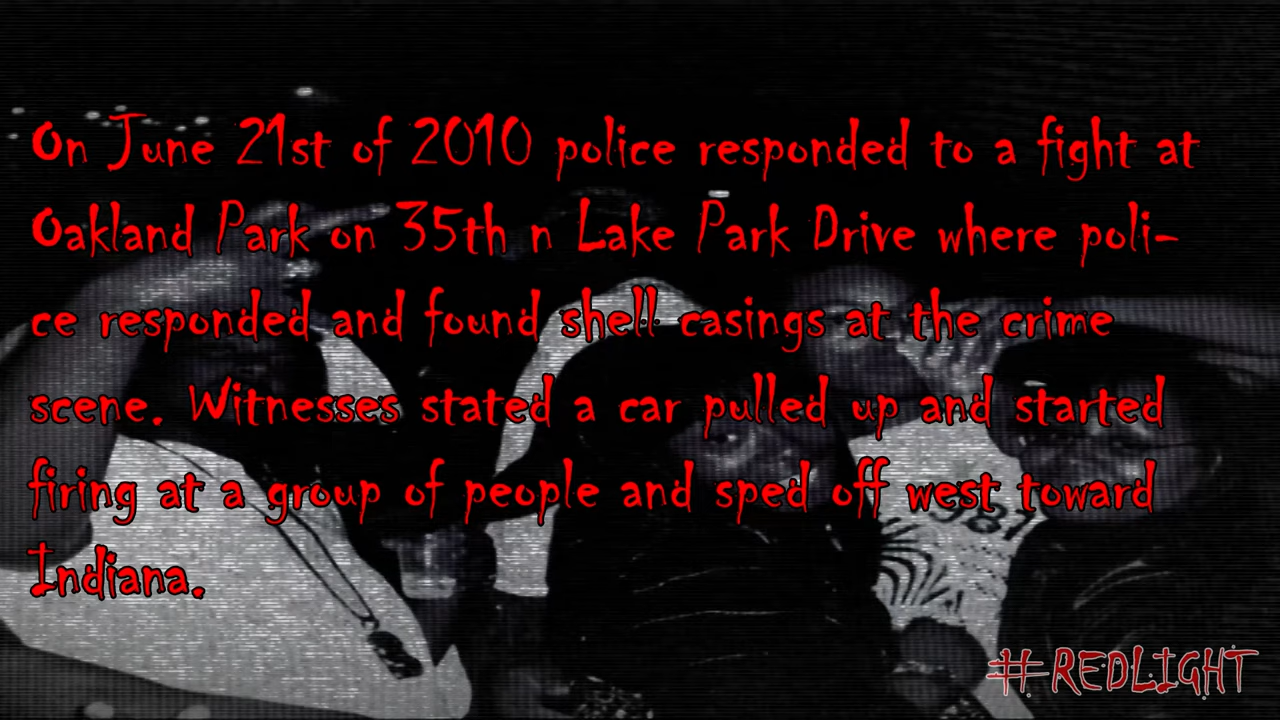 On June 21st of 2010 police responded to a fight at
Oakland Park on 35th n Lake Park Drive where poli-
ce responded and found shell casings at the crime
scene. Witnesses stated a car pulled up and started
firing at a group of people and sped off west toward
Indiana.
#REDLIGHT